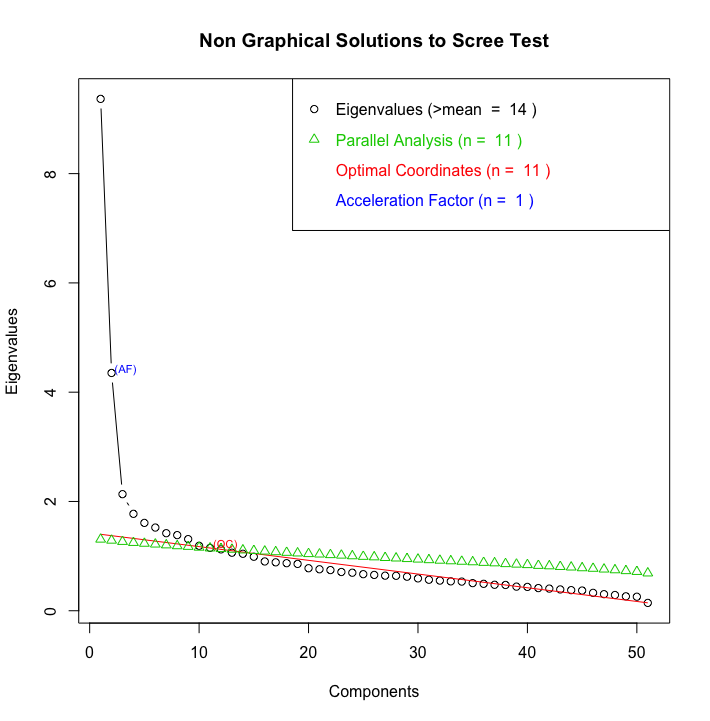 Non Graphical Solutions to Scree Test
Eigenvalues (>mean = 14 )
Parallel Analysis (n = 11 )
Optimal Coordinates (n = 11 )
Acceleration Factor (n = 1 )
Eigenvalues
8
6
4
2
0
(AF)
(OC)
0 10 20 30 40 50
Components